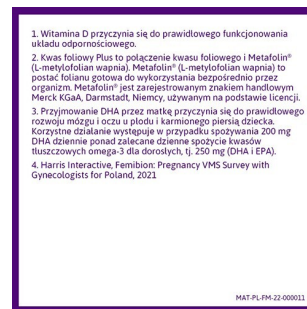 1. Witamina D przyczynia się do prawidłowego funkcjonowania
układu odpornościowego.
2. Kwas foliowy Plus to połączenie kwasu foliowego i Metafolin®
(L-metylofolian wapnia). Metafolin® (L-metylofolian wapnia) to
postać folianu gotowa do wykorzystania bezpośrednio przez
organizm. Metafolin® jest zarejestrowanym znakiem handlowym
Merck KGaA, Darmstadt, Niemcy, używanym na podstawie licencji.
3. Przyjmowanie DHA przez matkę przyczynia się do prawidłowego
rozwoju mózgu i oczu u płodu i karmionego piersią dziecka.
Korzystne działanie występuje w przypadku spożywania 200 mg
DHA dziennie ponad zalecane dzienne spożycie kwasów
tłuszczowych omega-3 dla dorosłych, tj. 250 mg (DHA i EPA).
4. Harris Interactive, Femibion: Pregnancy VMS Survey with
Gynecologists for Poland, 2021
MAT-PL-FM-22-000011